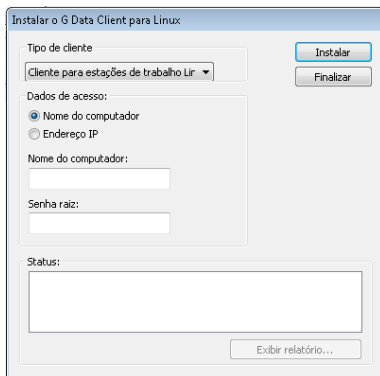 Instalar o G Data Client para Linux
Tipo de cliente
Cliente para estações de trabalho Lir
Instalar
Finalizar
Dados de acesso:
Nome do computador
Endereço IP
Nome do computador:
Senha raiz:
Status:
Exibir relatório...